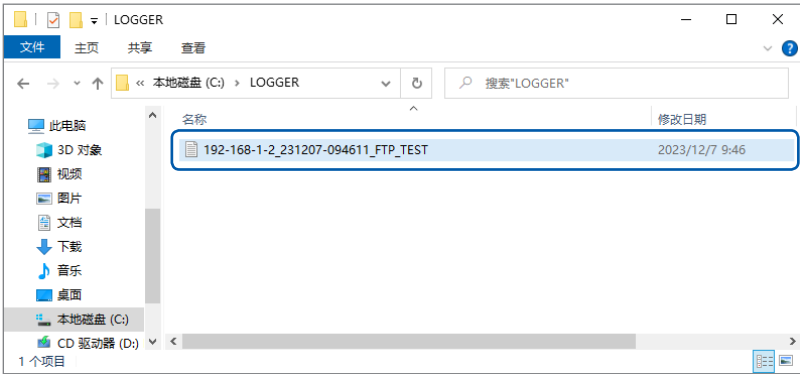 LOGGER
文件 主页 共享 查看
« 本地磁盘 (C:) › LOGGER
搜索"LOGGER"
名称 修改日期
此电脑
3D 对象
视频
图片
文档
下载
音乐
桌面
本地磁盘 (C:)
CD 驱动器 (D:)
192-168-1-2_231207-094611_FTP_TEST 2023/12/7 9:46
1 个项目